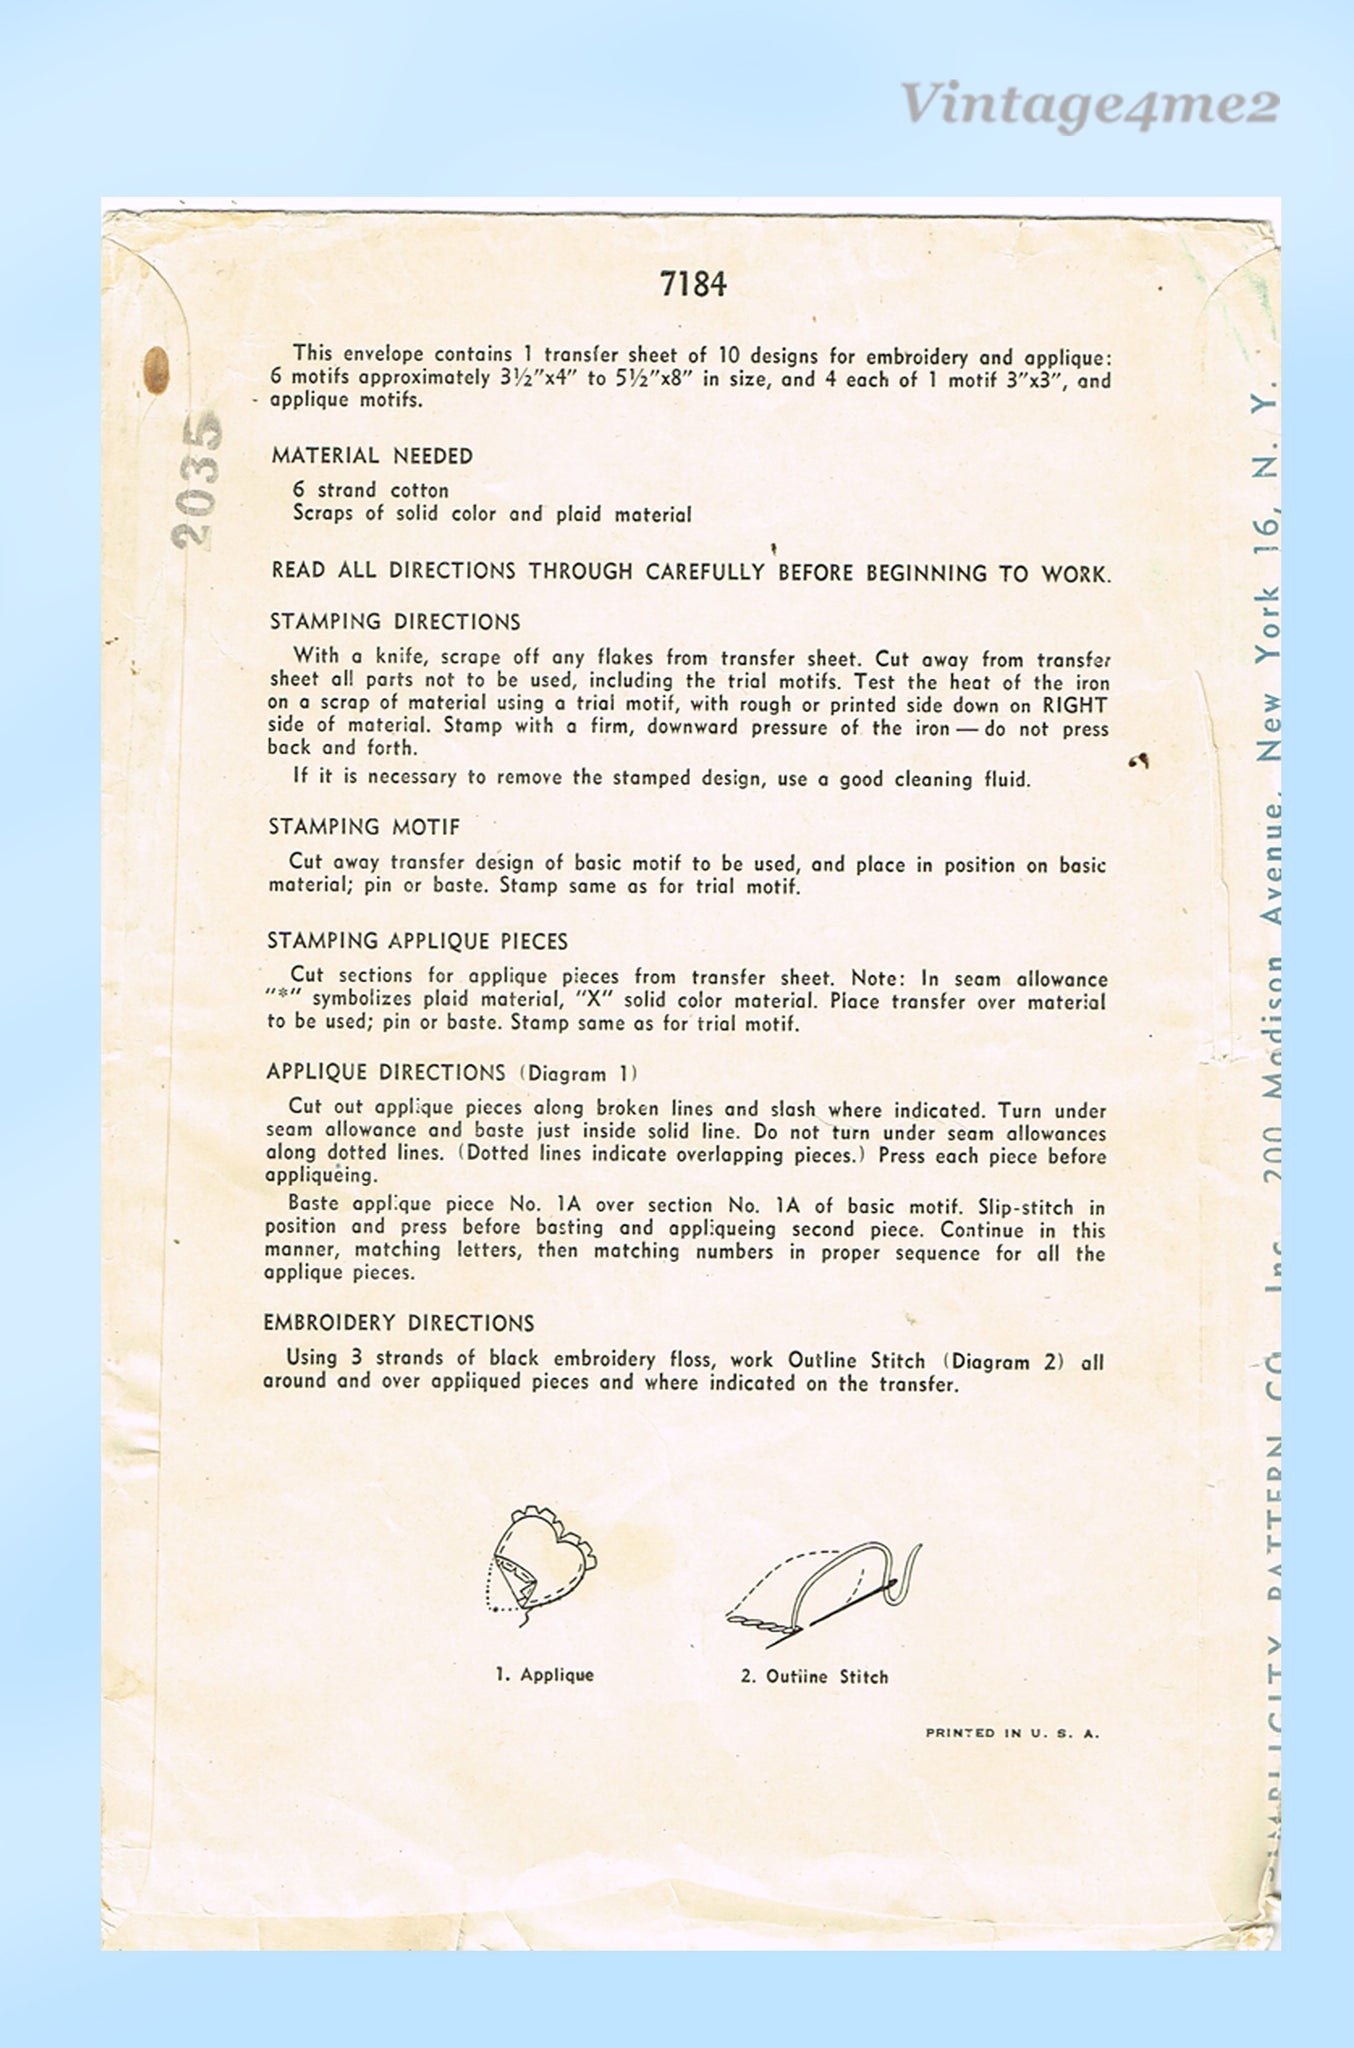 Vintage4me2
7184
This envelope contains 1 transfer sheet of 10 designs for embroidery and applique:
6 motifs approximately 3½"x4" to 5½"x8" in size, and 4 each of 1 motif 3"x3", and
applique motifs.
2035
MATERIAL NEEDED
6 strand cotton
Scraps of solid color and plaid material
READ ALL DIRECTIONS THROUGH CAREFULLY BEFORE BEGINNING TO WORK.
STAMPING DIRECTIONS
With a knife, scrape off any flakes from transfer sheet. Cut away from transfer
sheet all parts not to be used, including the trial motifs. Test the heat of the iron
on a scrap of material using a trial motif, with rough or printed side down on RIGHT
side of material. Stamp with a firm, downward pressure of the iron — do not press
back and forth.
If it is necessary to remove the stamped design, use a good cleaning fluid.
STAMPING MOTIF
Cut away transfer design of basic motif to be used, and place in position on basic
material; pin or baste. Stamp same as for trial motif.
STAMPING APPLIQUE PIECES
Cut sections for applique pieces from transfer sheet. Note: In seam allowance
"*" symbolizes plaid material, "X" solid color material. Place transfer over material
to be used; pin or baste. Stamp same as for trial motif.
APPLIQUE DIRECTIONS (Diagram 1)
Cut out applique pieces along broken lines and slash where indicated. Turn under
seam allowance and baste just inside solid line. Do not turn under seam allowances
along dotted lines. (Dotted lines indicate overlapping pieces.) Press each piece before
appliqueing.
Baste applique piece No. 1A over section No. 1A of basic motif. Slip-stitch in
position and press before basting and appliqueing second piece. Continue in this
manner, matching letters, then matching numbers in proper sequence for all the
applique pieces.
EMBROIDERY DIRECTIONS
Using 3 strands of black embroidery floss, work Outline Stitch (Diagram 2) all
around and over appliqued pieces and where indicated on the transfer.
1. Applique
2. Outline Stitch
PRINTED IN U. S. A.
SIMPLICITY PATTERN CO. Inc. 200 Madison Avenue, New York 16, N. Y.